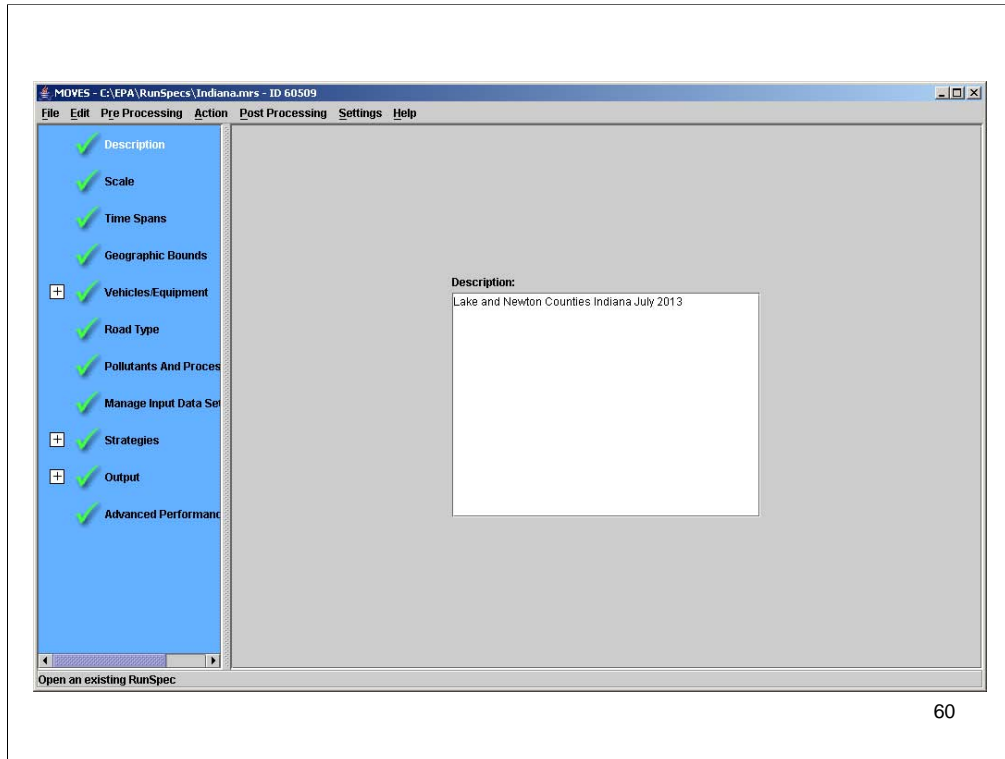 MOVES - C:\EPA\RunSpecs\Indiana.mrs - ID 60509
File Edit Pre Processing Action Post Processing Settings Help
Description
Scale
Time Spans
Geographic Bounds
Vehicles/Equipment
Road Type
Pollutants And Proces
Manage Input Data Set
Strategies
Output
Advanced Performanc
Description:
Lake and Newton Counties Indiana July 2013
Open an existing RunSpec
60